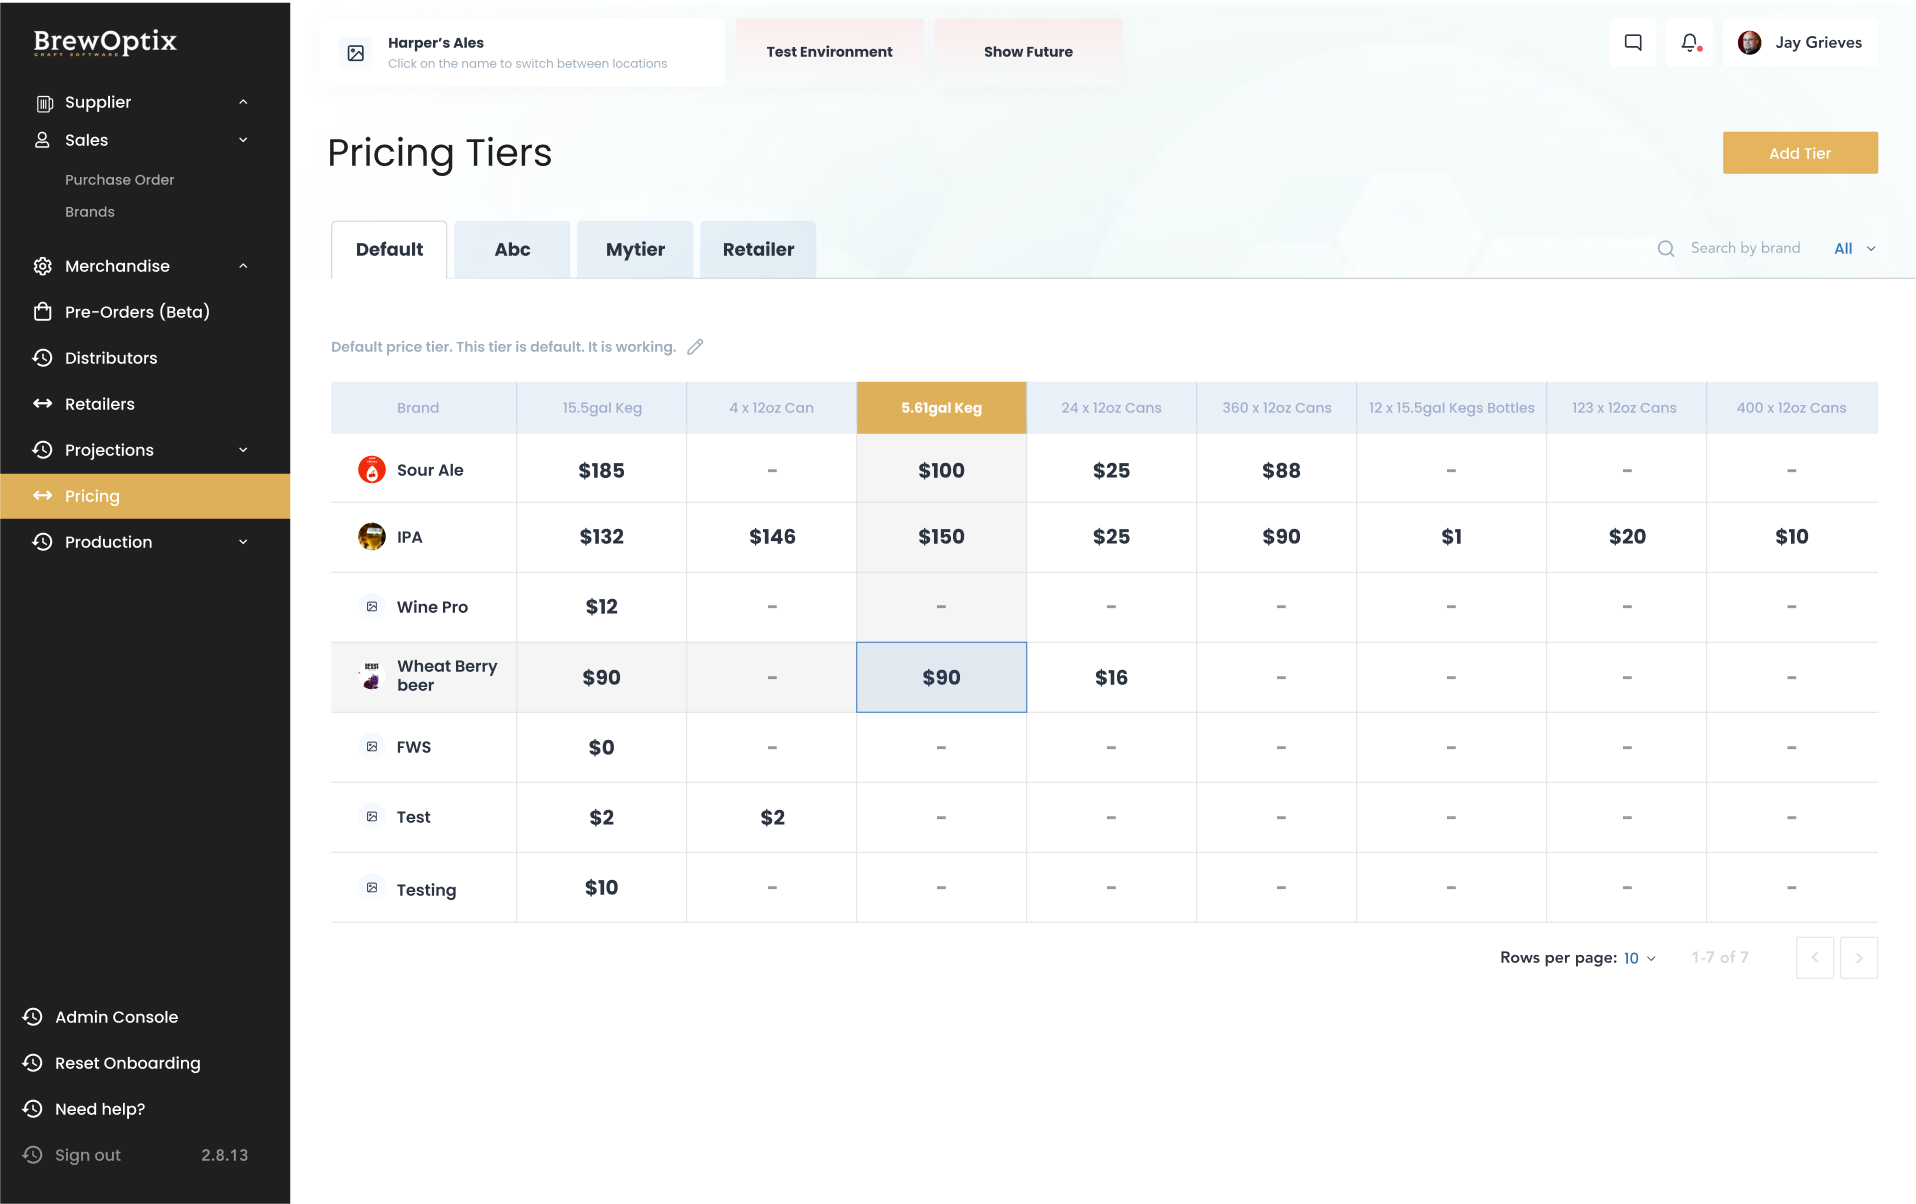 BrewOptix
CRAFT SOFTWARE
Supplier
Sales
Purchase Order
Brands
Merchandise
Pre-Orders (Beta)
Distributors
Retailers
Projections
Pricing
Production
Admin Console
Reset Onboarding
Need help?
Sign out 2.8.13
Harper’s Ales
Click on the name to switch between locations
Test Environment
Show Future
Jay Grieves
Pricing Tiers
Add Tier
Default Abc Mytier Retailer
Search by brand All
Default price tier. This tier is default. It is working.
Brand 15.5gal Keg 4 x 12oz Can 5.61gal Keg 24 x 12oz Cans 360 x 12oz Cans 12 x 15.5gal Kegs Bottles 123 x 12oz Cans 400 x 12oz Cans
Sour Ale $185 - $100 $25 $88 - - -
IPA $132 $146 $150 $25 $90 $1 $20 $10
Wine Pro $12 - - - - - - -
Wheat Berry
beer $90 - $90 $16 - - - -
FWS $0 - - - - - - -
Test $2 $2 - - - - - -
Testing $10 - - - - - - -
Rows per page: 10 1-7 of 7